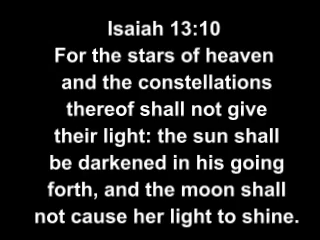 Isaiah 13:10
For the stars of heaven
and the constellations
thereof shall not give
their light: the sun shall
be darkened in his going
forth, and the moon shall
not cause her light to shine.